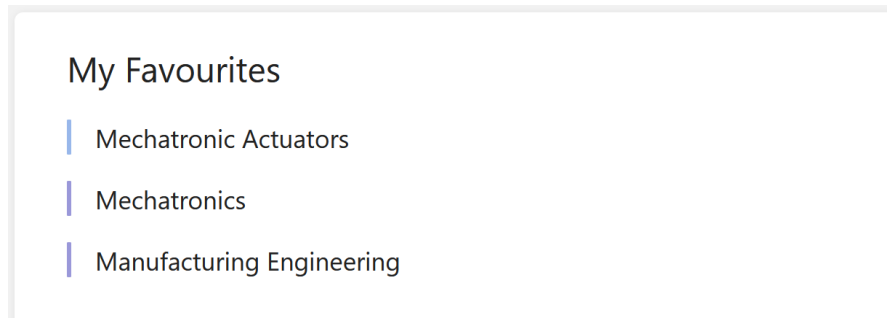 My Favourites
Mechatronic Actuators
Mechatronics
Manufacturing Engineering